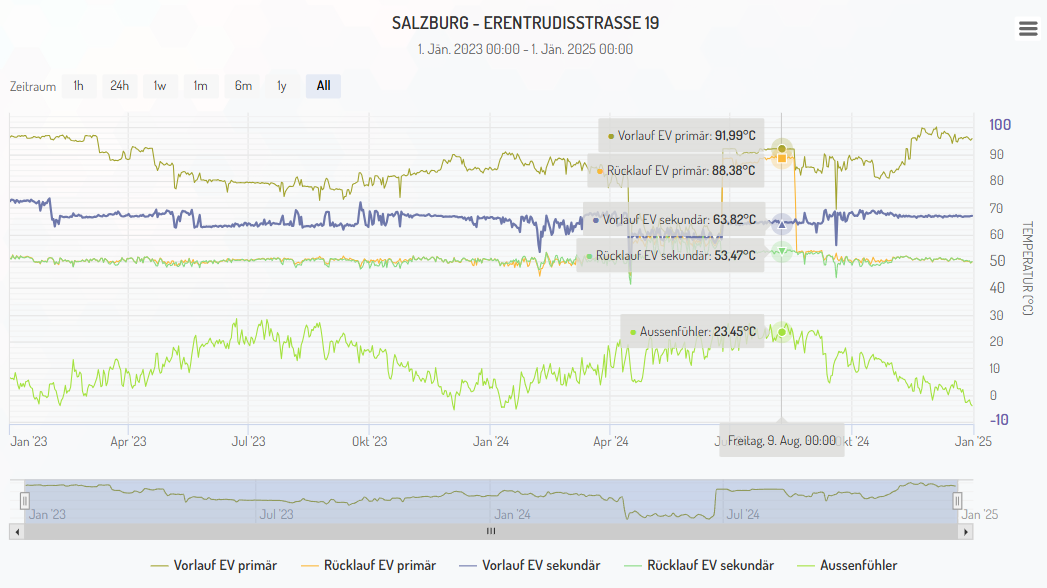 SALZBURG - ERENTRUDISSTRASSE 19
1. Jän. 2023 00:00 - 1. Jän. 2025 00:00
Zeitraum 1h 24h 1w 1m 6m 1y All
100
Vorlauf EV primär: 91,99°C
90
Rücklauf EV primär: 88,38°C
80
70
Vorlauf EV sekundär: 63,82°C
60
Rücklauf EV sekundär: 53,47°C
50
40
30
Aussenfühler: 23,45°C
20
10
0
-10
TEMPERATUR (°C)
Jan '23 Apr '23 Jul '23 Okt '23 Jan '24 Apr '24 Freitag, 9. Aug, 00:00 Jan '25
Jan '23 Jul '23 Jan '24 Jul '24 Jan '25
Vorlauf EV primär Rücklauf EV primär Vorlauf EV sekundär Rücklauf EV sekundär Aussenfühler